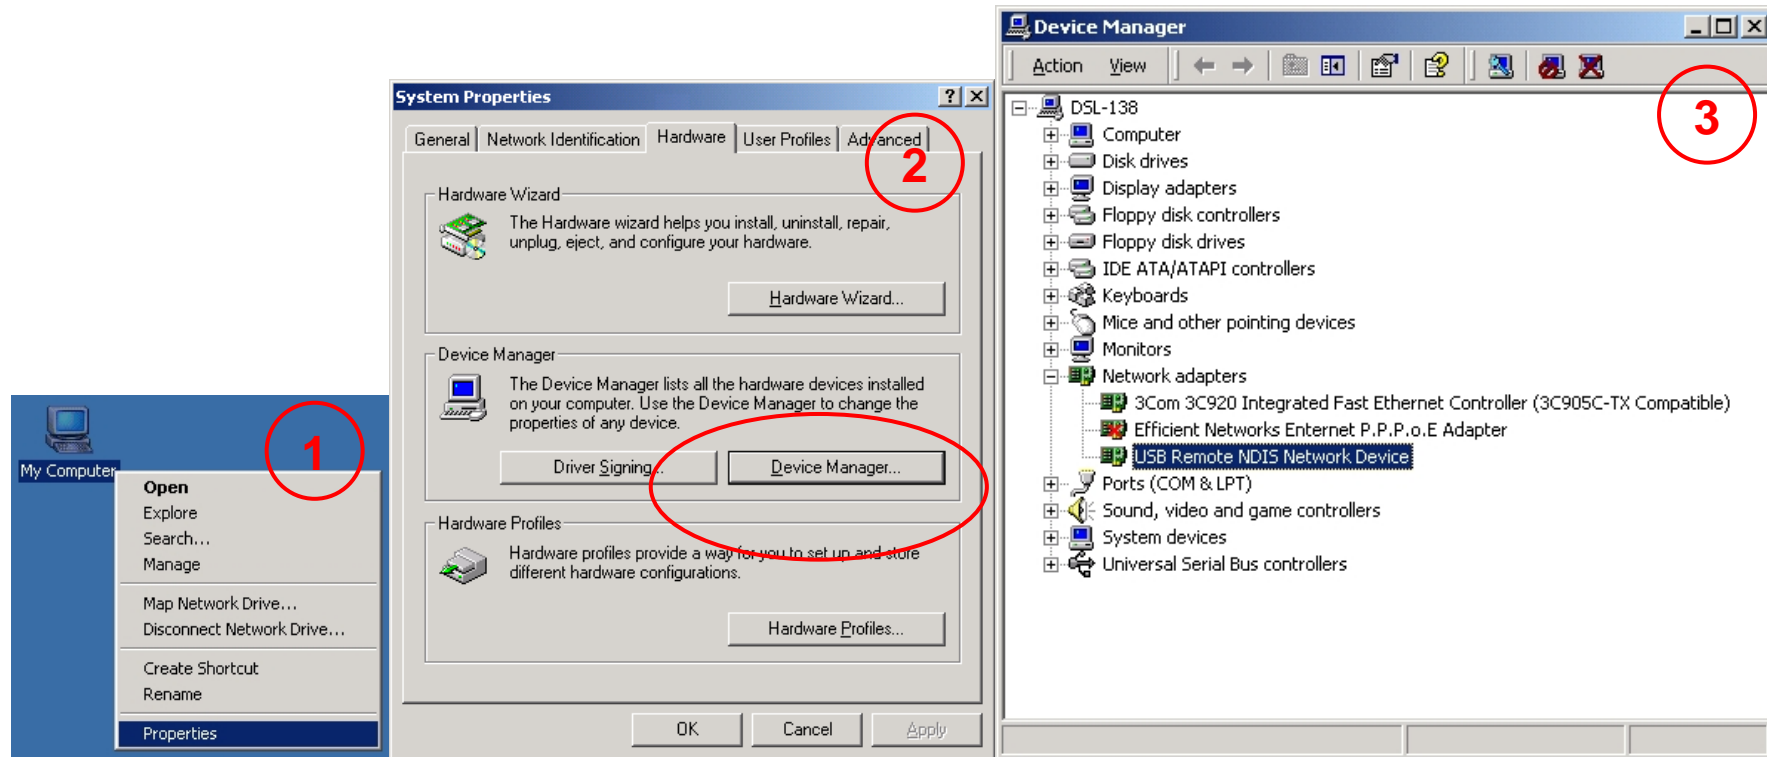 My Computer
1
Open
Explore
Search...
Manage
Map Network Drive...
Disconnect Network Drive...
Create Shortcut
Rename
Properties
System Properties
2
General
Network Identification
Hardware
User Profiles
Advanced
Hardware Wizard
The Hardware wizard helps you install, uninstall, repair,
unplug, eject, and configure your hardware.
Hardware Wizard...
Device Manager
The Device Manager lists all the hardware devices installed
on your computer. Use the Device Manager to change the
properties of any device.
Driver Signing...
Device Manager...
Hardware Profiles
Hardware profiles provide a way for you to set up and store
different hardware configurations.
Hardware Profiles...
OK
Cancel
Apply
Device Manager
Action
View
3
DSL-138
Computer
Disk drives
Display adapters
Floppy disk controllers
Floppy disk drives
IDE ATA/ATAPI controllers
Keyboards
Mice and other pointing devices
Monitors
Network adapters
3Com 3C920 Integrated Fast Ethernet Controller (3C905C-TX Compatible)
Efficient Networks Enternet P.P.P.o.E Adapter
USB Remote NDIS Network Device
Ports (COM & LPT)
Sound, video and game controllers
System devices
Universal Serial Bus controllers